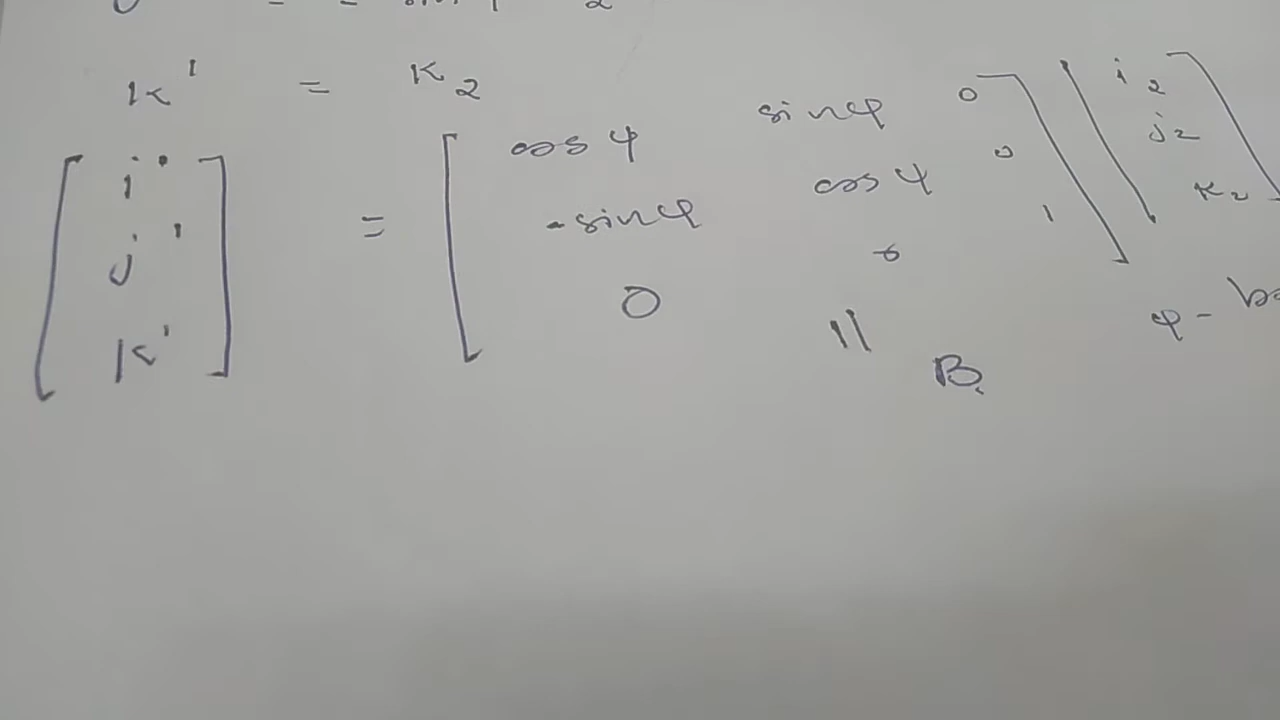 k' = k₂
[ i' ] = [ cos φ sin φ 0 ] [ i₂ ]
[ j' ] [ -sin φ cos φ 0 ] [ j₂ ]
[ k' ] [ 0 0 1 ] [ k₂ ]
φ -
||
B